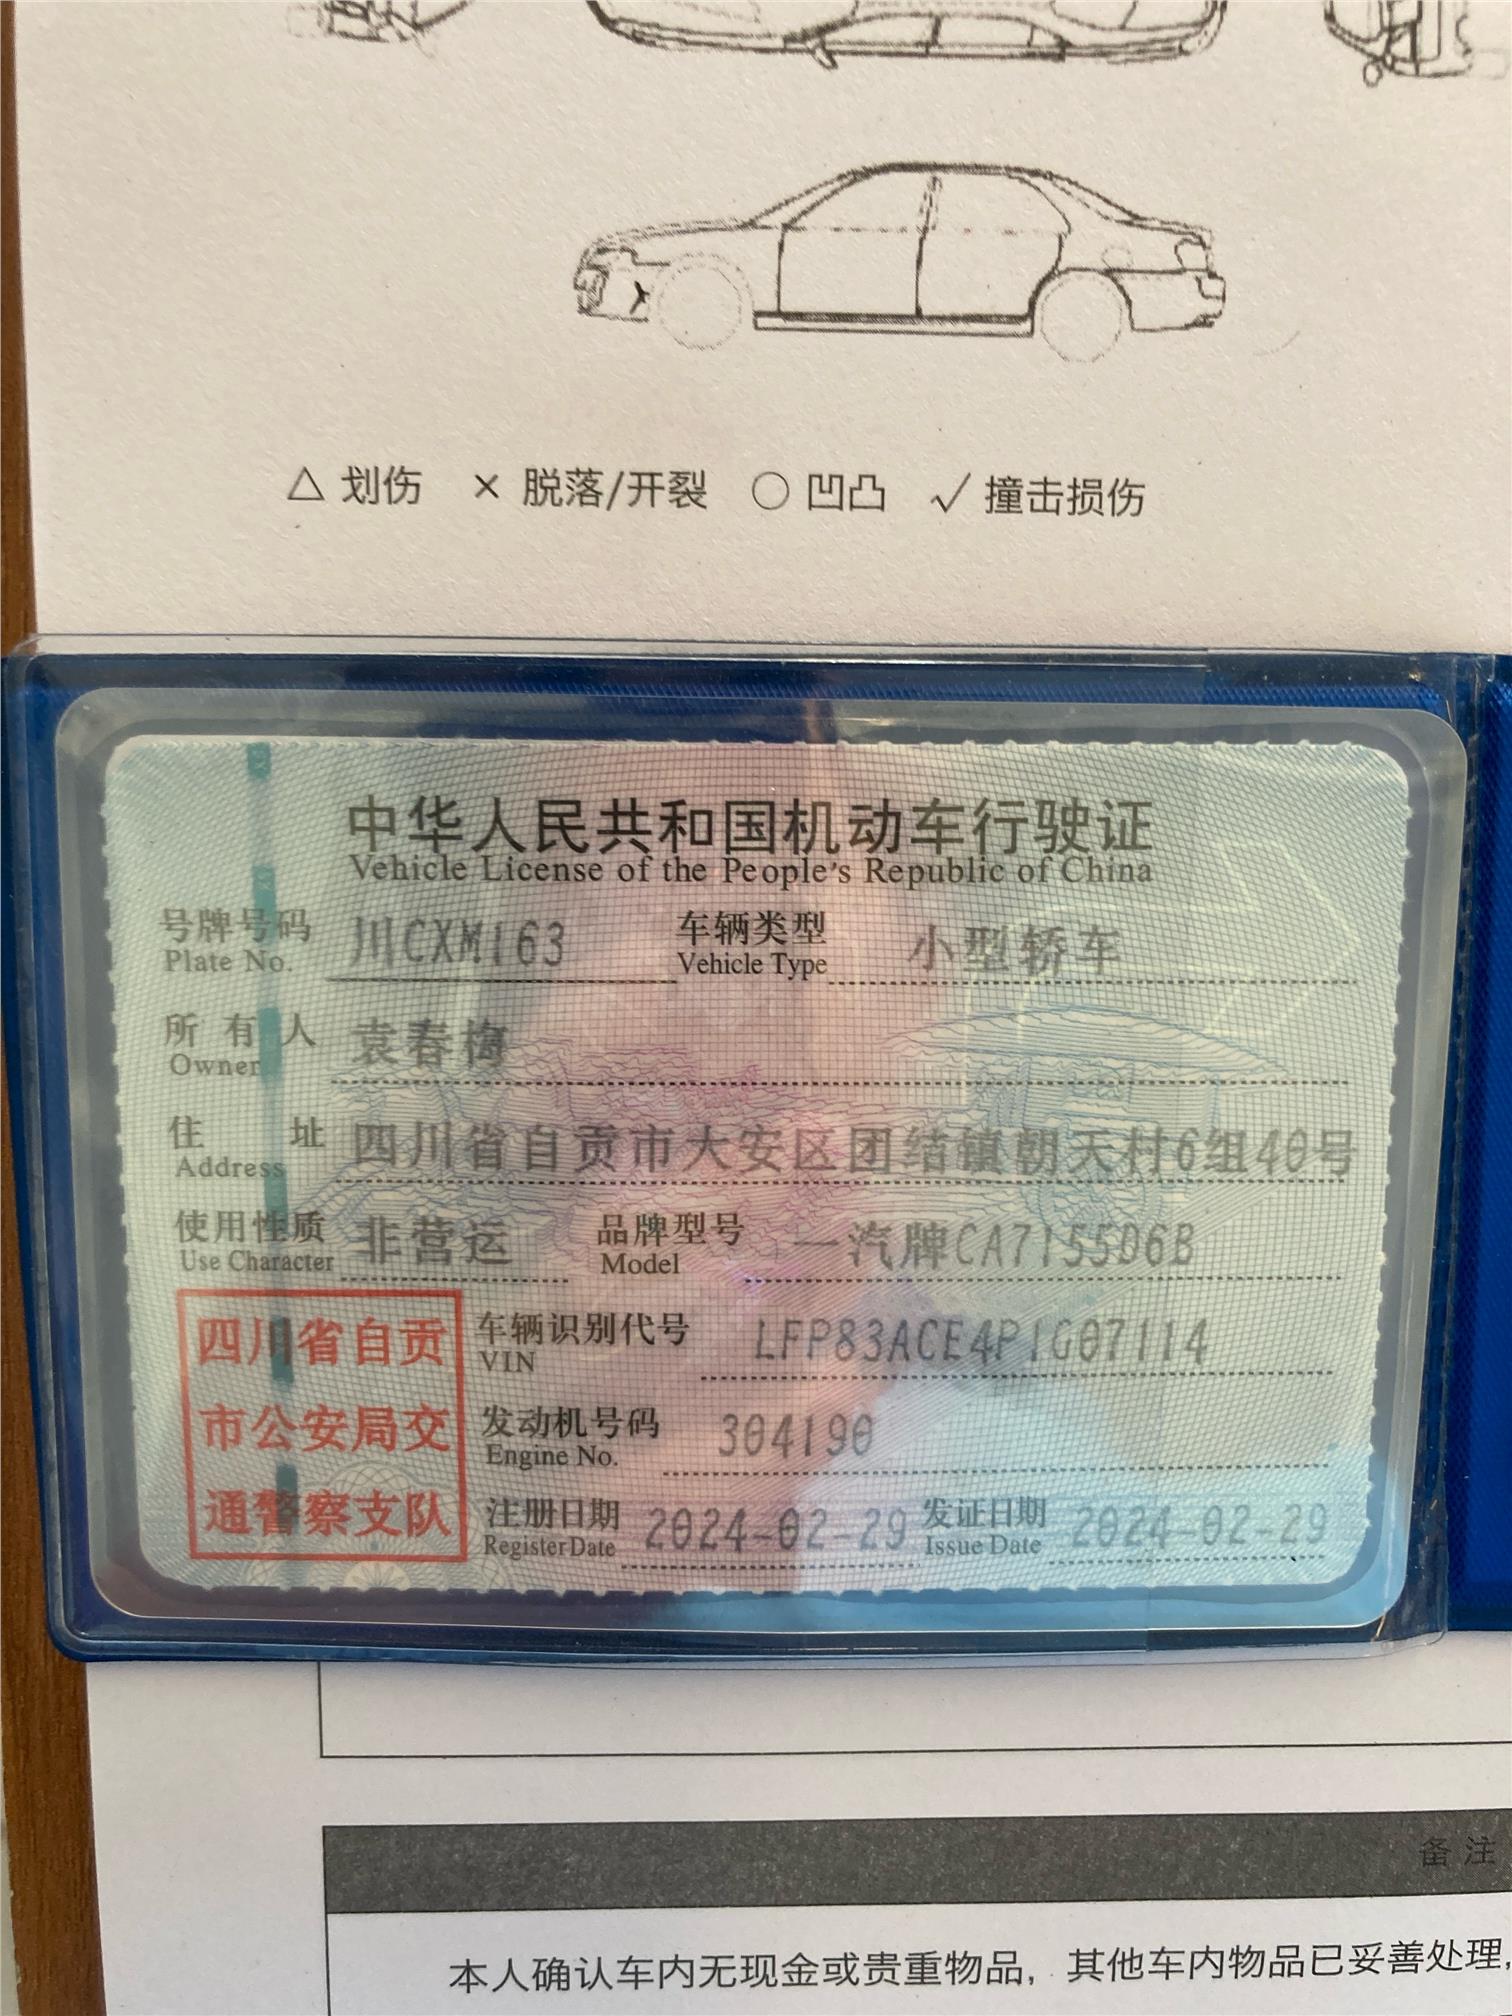 △ 划伤 × 脱落/开裂 ○ 凹凸 √ 撞击损伤
中华人民共和国机动车行驶证
Vehicle License of the People's Republic of China
号牌号码 川CXM163 车辆类型 小型轿车
Plate No. Vehicle Type
所有人 袁春梅
Owner
住址 四川省自贡市大安区团结镇朝天村6组40号
Address
使用性质 非营运 品牌型号 一汽牌CA7155D6B
Use Character Model
四川省自贡
市公安局交
通警察支队
车辆识别代号 LFP83ACE4P1G07114
VIN
发动机号码 304190
Engine No.
注册日期 2024-02-29 发证日期 2024-02-29
Register Date Issue Date
备注
本人确认车内无现金或贵重物品，其他车内物品已妥善处理，